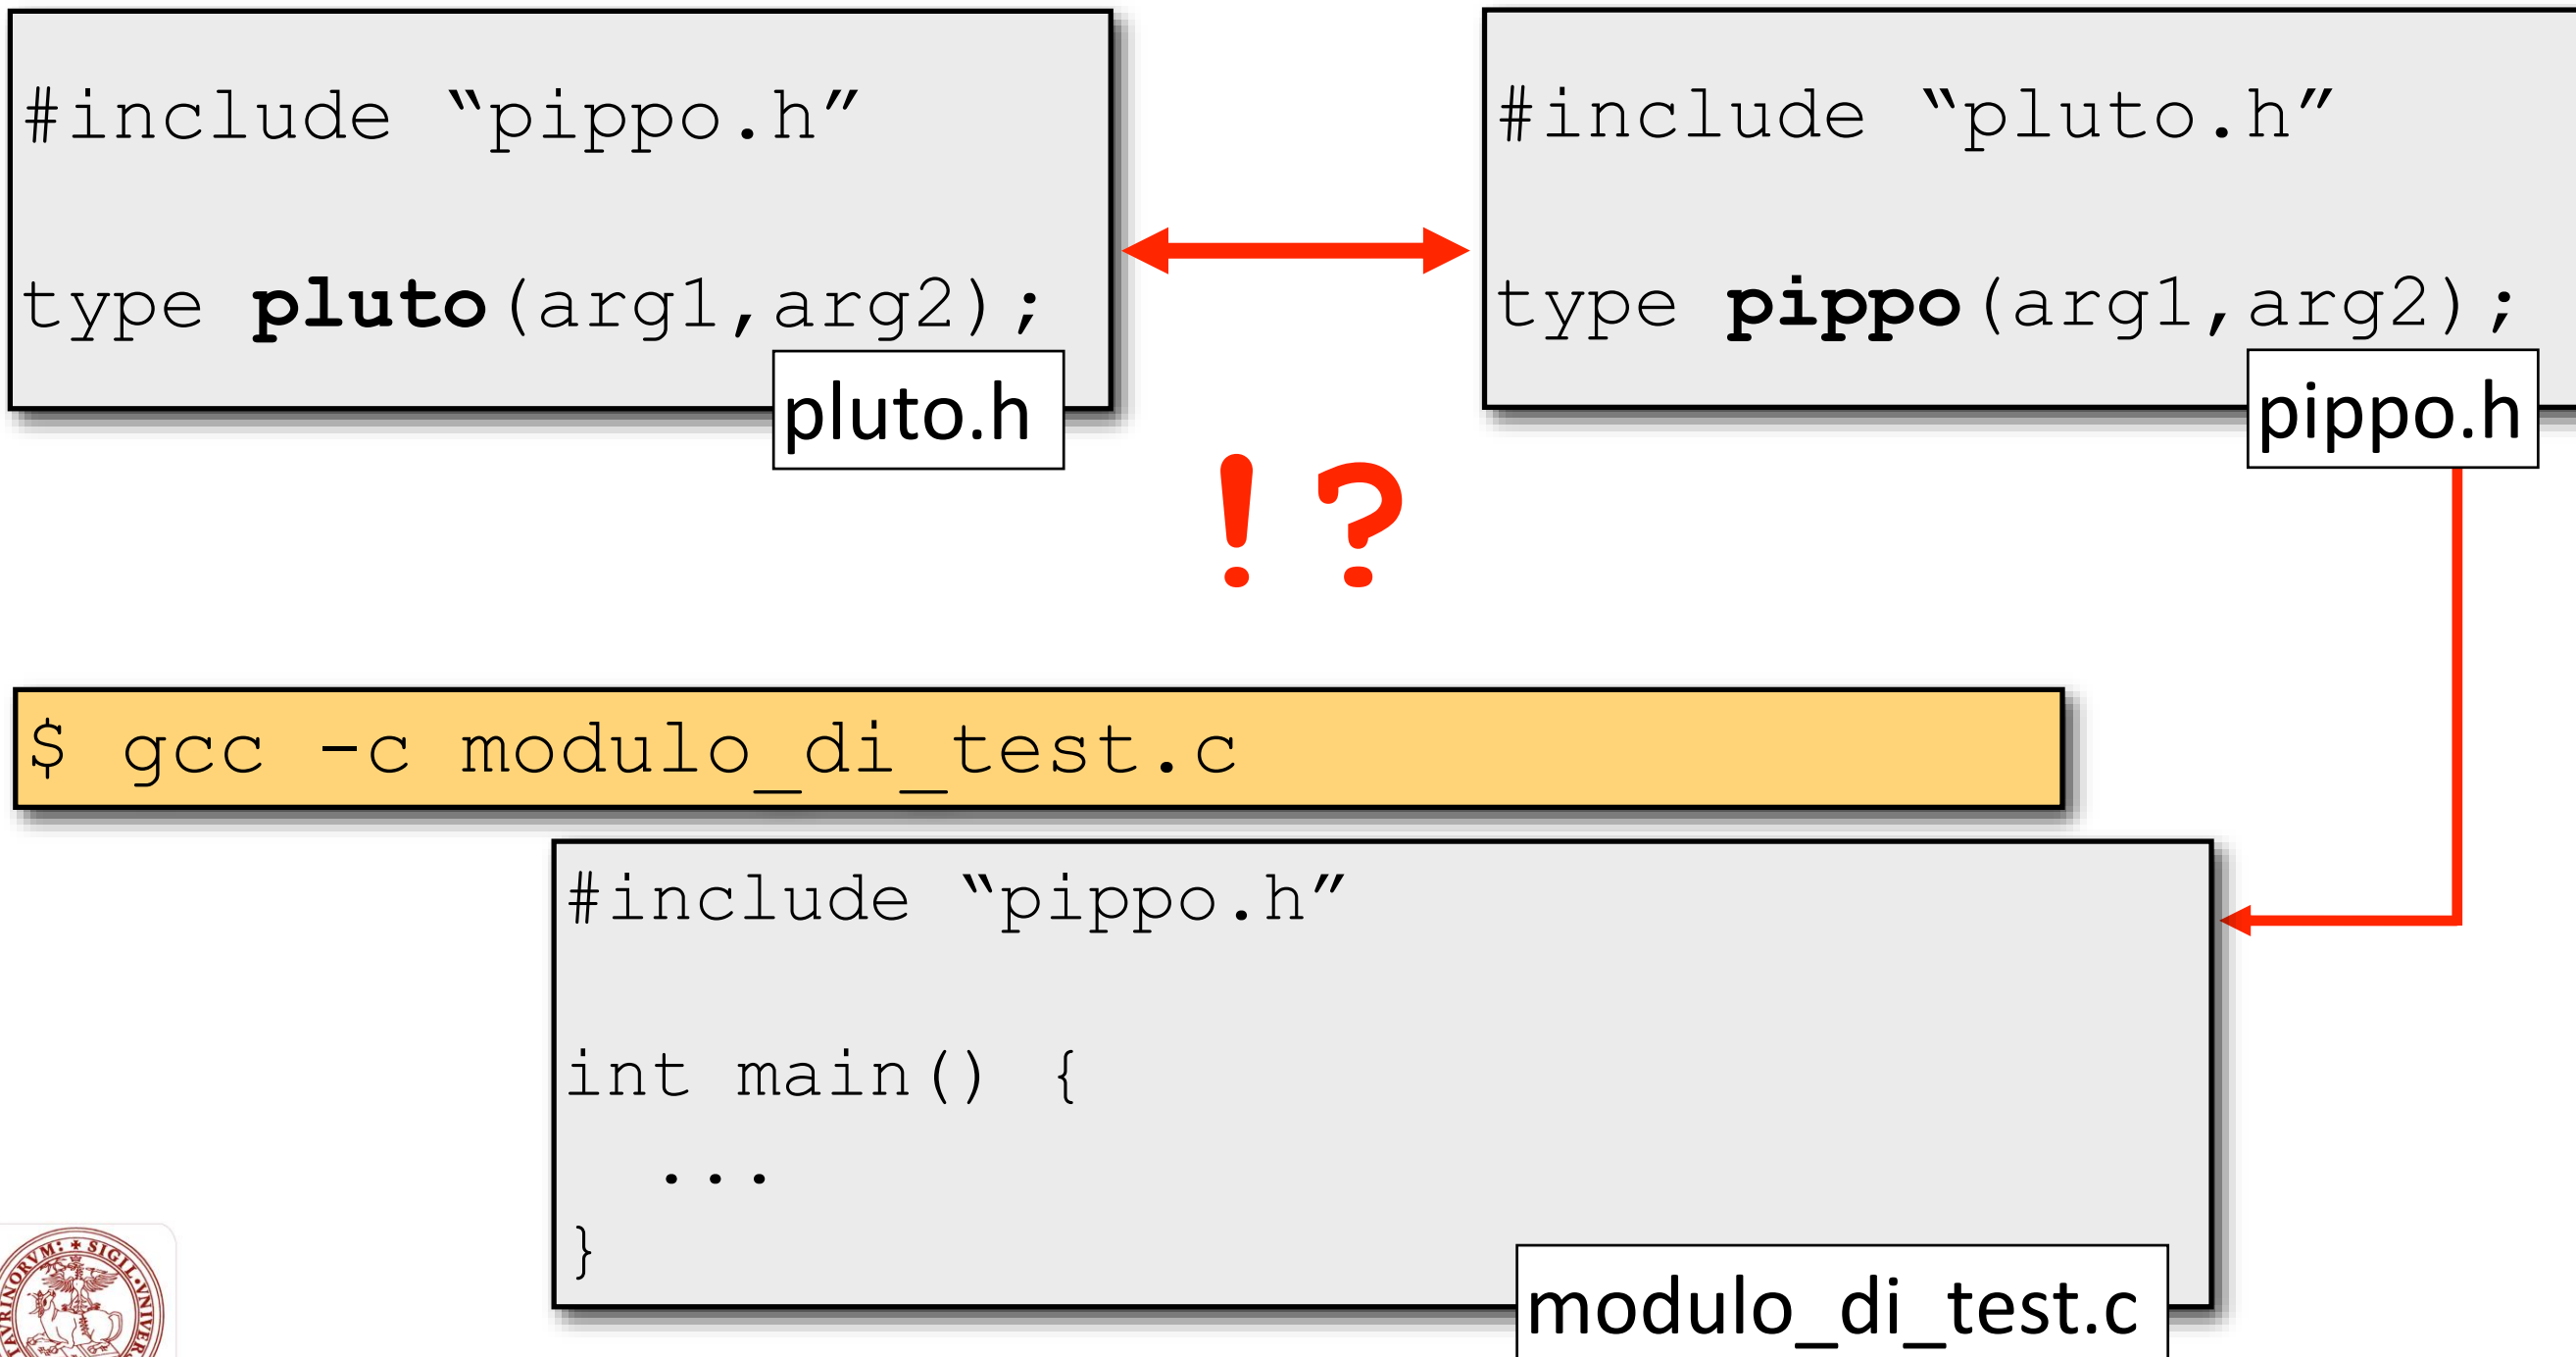 #include “pippo.h”
type pluto(arg1,arg2);
pluto.h
#include “pluto.h”
type pippo(arg1,arg2);
pippo.h
!?
$ gcc -c modulo_di_test.c
#include “pippo.h”
int main() {
...
}
modulo_di_test.c